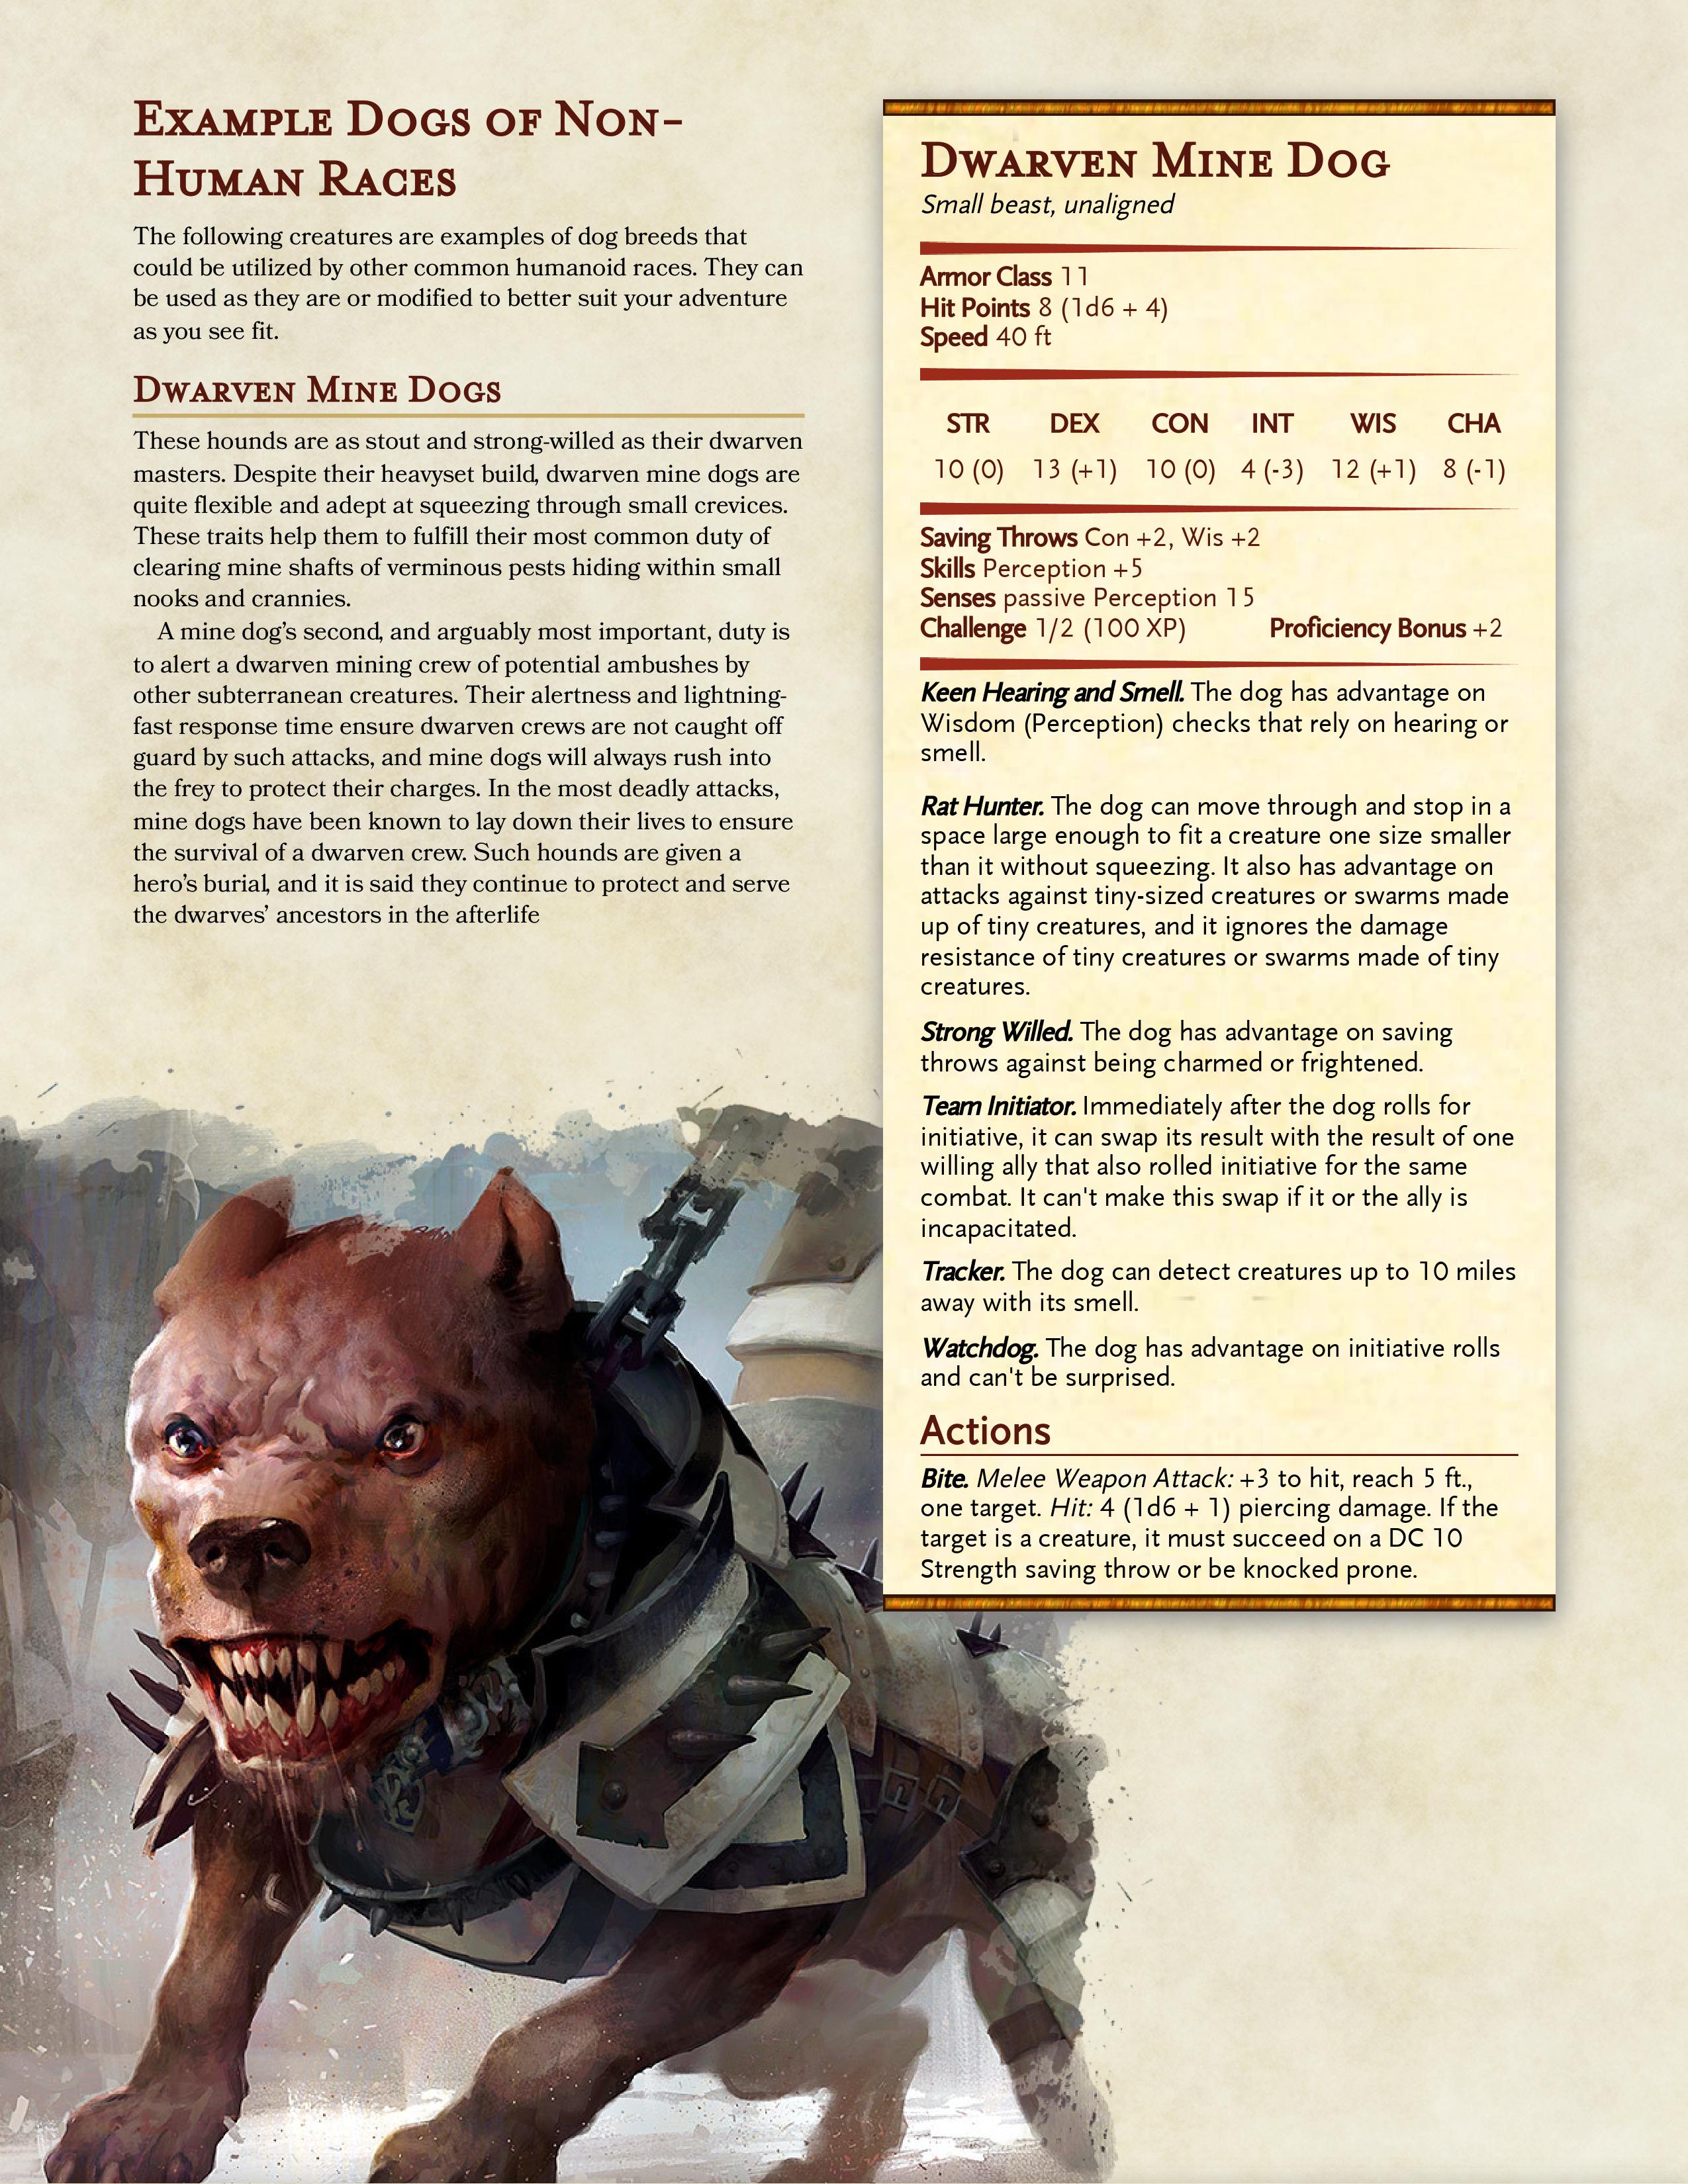 Example Dogs of Non-
Human Races
The following creatures are examples of dog breeds that
could be utilized by other common humanoid races. They can
be used as they are or modified to better suit your adventure
as you see fit.
Dwarven Mine Dogs
These hounds are as stout and strong-willed as their dwarven
masters. Despite their heavyset build, dwarven mine dogs are
quite flexible and adept at squeezing through small crevices.
These traits help them to fulfill their most common duty of
clearing mine shafts of verminous pests hiding within small
nooks and crannies.
A mine dog’s second, and arguably most important, duty is
to alert a dwarven mining crew of potential ambushes by
other subterranean creatures. Their alertness and lightning-
fast response time ensure dwarven crews are not caught off
guard by such attacks, and mine dogs will always rush into
the frey to protect their charges. In the most deadly attacks,
mine dogs have been known to lay down their lives to ensure
the survival of a dwarven crew. Such hounds are given a
hero’s burial, and it is said they continue to protect and serve
the dwarves’ ancestors in the afterlife
Dwarven Mine Dog
Small beast, unaligned
Armor Class 11
Hit Points 8 (1d6 + 4)
Speed 40 ft
STR DEX CON INT WIS CHA
10 (0) 13 (+1) 10 (0) 4 (-3) 12 (+1) 8 (-1)
Saving Throws Con +2, Wis +2
Skills Perception +5
Senses passive Perception 15
Challenge 1/2 (100 XP) Proficiency Bonus +2
Keen Hearing and Smell. The dog has advantage on
Wisdom (Perception) checks that rely on hearing or
smell.
Rat Hunter. The dog can move through and stop in a
space large enough to fit a creature one size smaller
than it without squeezing. It also has advantage on
attacks against tiny-sized creatures or swarms made
up of tiny creatures, and it ignores the damage
resistance of tiny creatures or swarms made of tiny
creatures.
Strong Willed. The dog has advantage on saving
throws against being charmed or frightened.
Team Initiator. Immediately after the dog rolls for
initiative, it can swap its result with the result of one
willing ally that also rolled initiative for the same
combat. It can't make this swap if it or the ally is
incapacitated.
Tracker. The dog can detect creatures up to 10 miles
away with its smell.
Watchdog. The dog has advantage on initiative rolls
and can't be surprised.
Actions
Bite. Melee Weapon Attack: +3 to hit, reach 5 ft.,
one target. Hit: 4 (1d6 + 1) piercing damage. If the
target is a creature, it must succeed on a DC 10
Strength saving throw or be knocked prone.